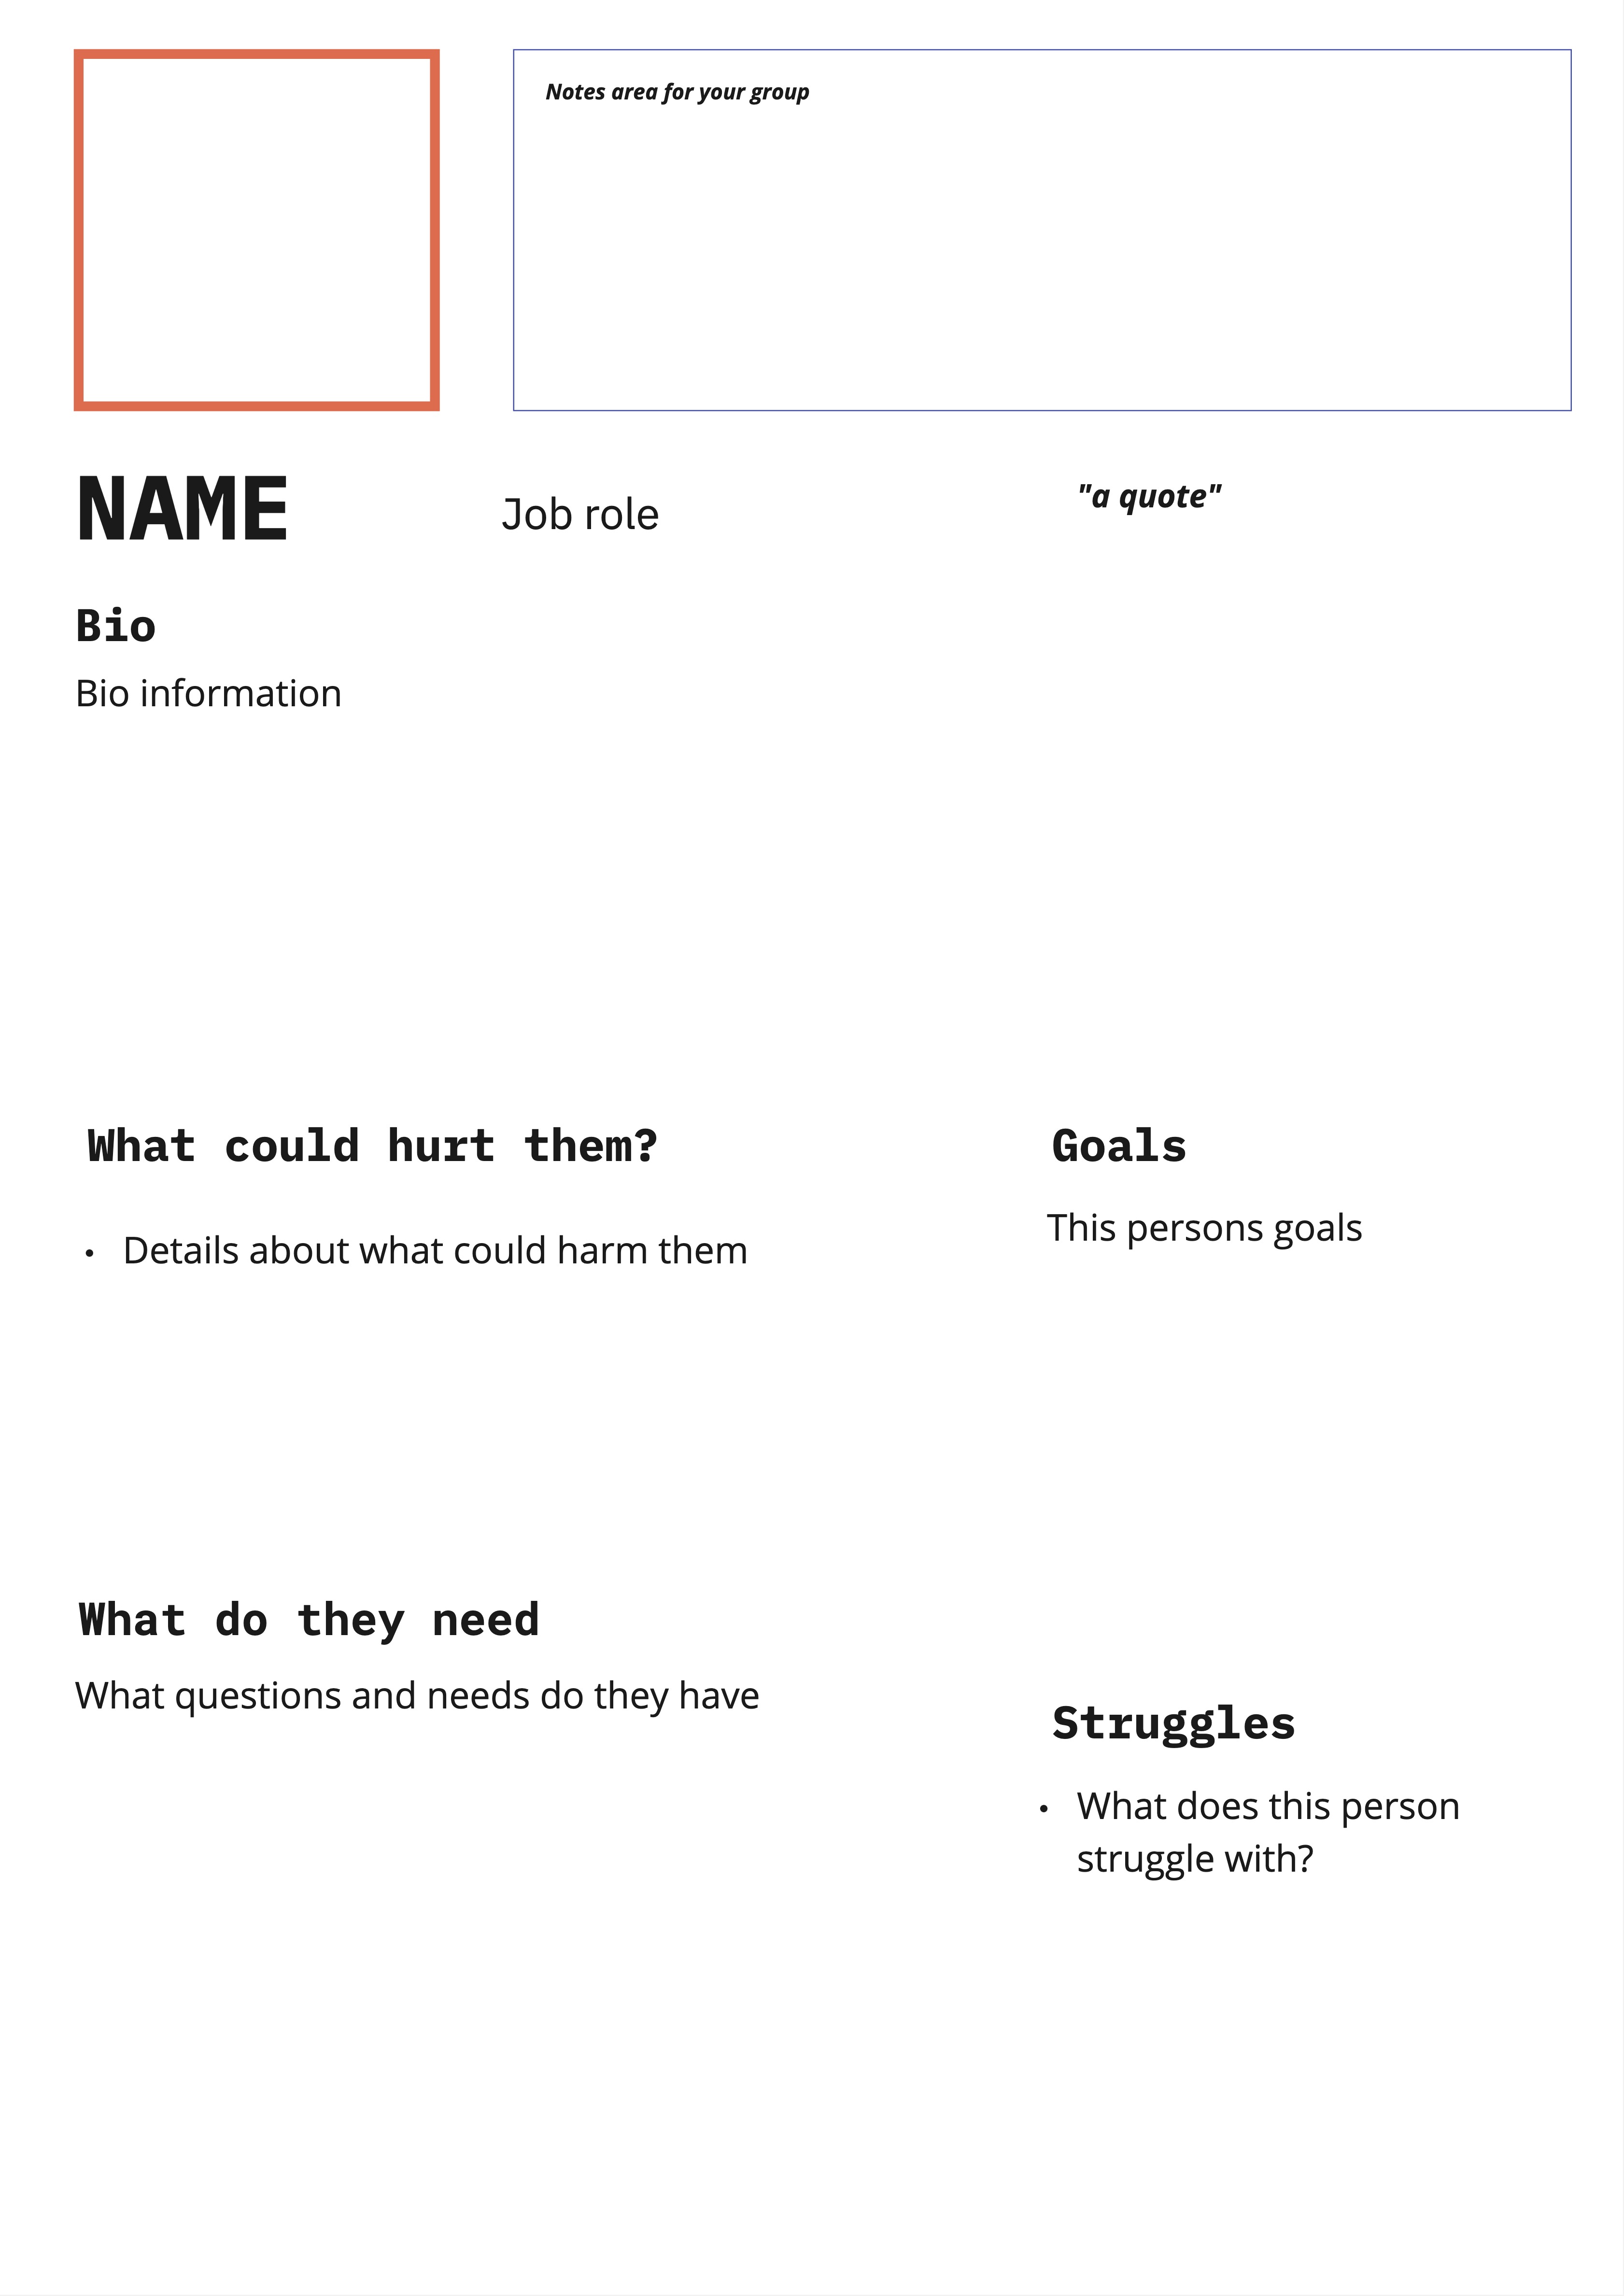 Notes area for your group
NAME
Job role
"a quote"
Bio
Bio information
What could hurt them?
• Details about what could harm them
Goals
This persons goals
What do they need
What questions and needs do they have
Struggles
• What does this person
struggle with?